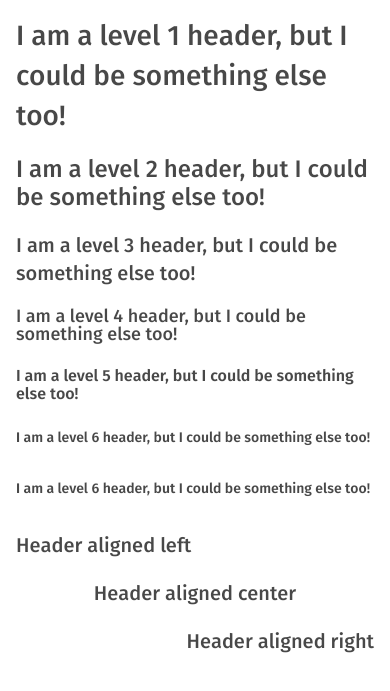 I am a level 1 header, but I
could be something else
too!
I am a level 2 header, but I could
be something else too!
I am a level 3 header, but I could be
something else too!
I am a level 4 header, but I could be
something else too!
I am a level 5 header, but I could be something
else too!
I am a level 6 header, but I could be something else too!
I am a level 6 header, but I could be something else too!
Header aligned left
Header aligned center
Header aligned right